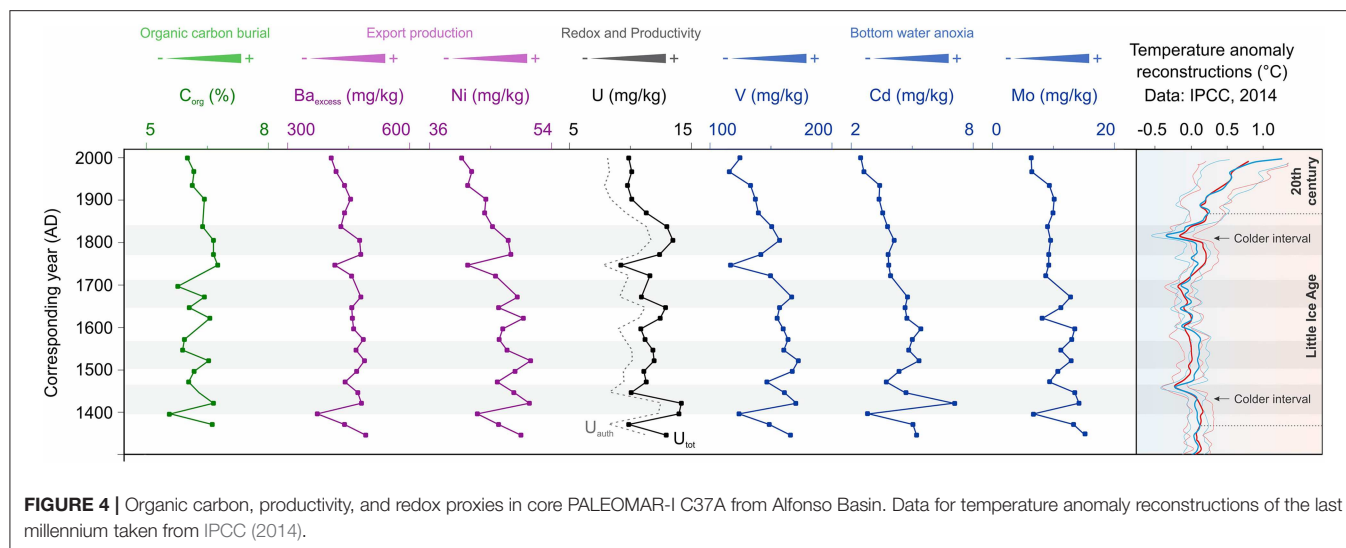 Organic carbon burial Export production Redox and Productivity Bottom water anoxia
- + - + - + - + - + - + - +
Temperature anomaly
reconstructions (°C)
Data: IPCC, 2014
Corg (%) Baexcess (mg/kg) Ni (mg/kg) U (mg/kg) V (mg/kg) Cd (mg/kg) Mo (mg/kg)
5 8 300 600 36 54 5 15 100 200 2 8 0 20 -0.5 0.0 0.5 1.0
Corresponding year (AD)
2000
1900
1800
1700
1600
1500
1400
Uauth
Utot
20th
century
Colder interval
Little Ice Age
Colder interval
FIGURE 4 | Organic carbon, productivity, and redox proxies in core PALEOMAR-I C37A from Alfonso Basin. Data for temperature anomaly reconstructions of the last
millennium taken from IPCC (2014).